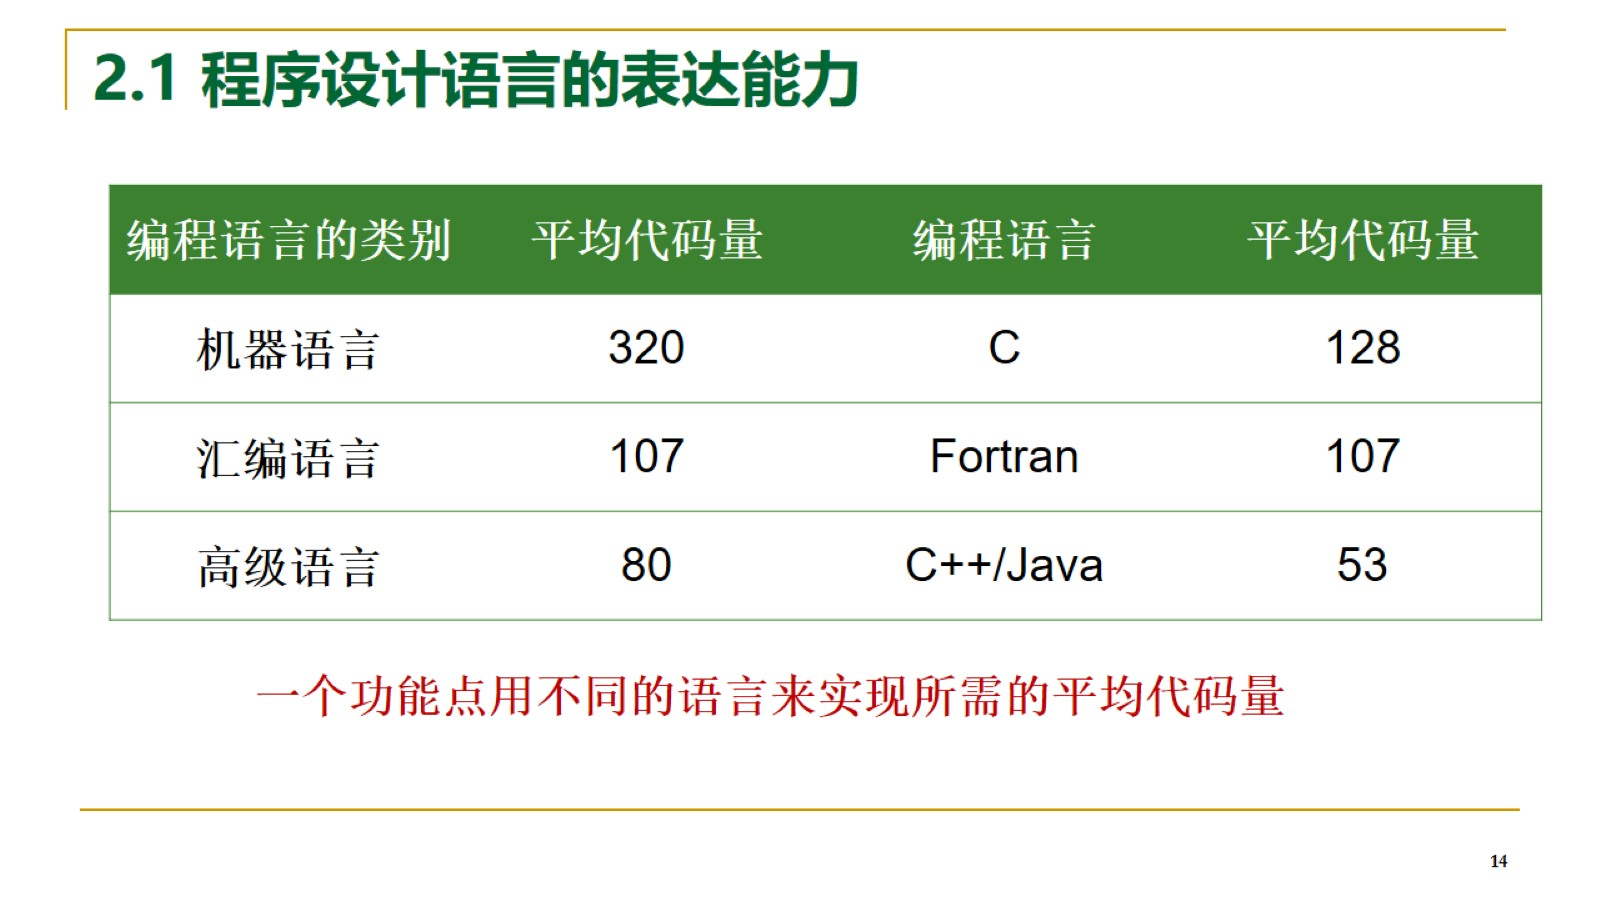 2.1 程序设计语言的表达能力
编程语言的类别 平均代码量 编程语言 平均代码量
机器语言 320 C 128
汇编语言 107 Fortran 107
高级语言 80 C++/Java 53
一个功能点用不同的语言来实现所需的平均代码量
14